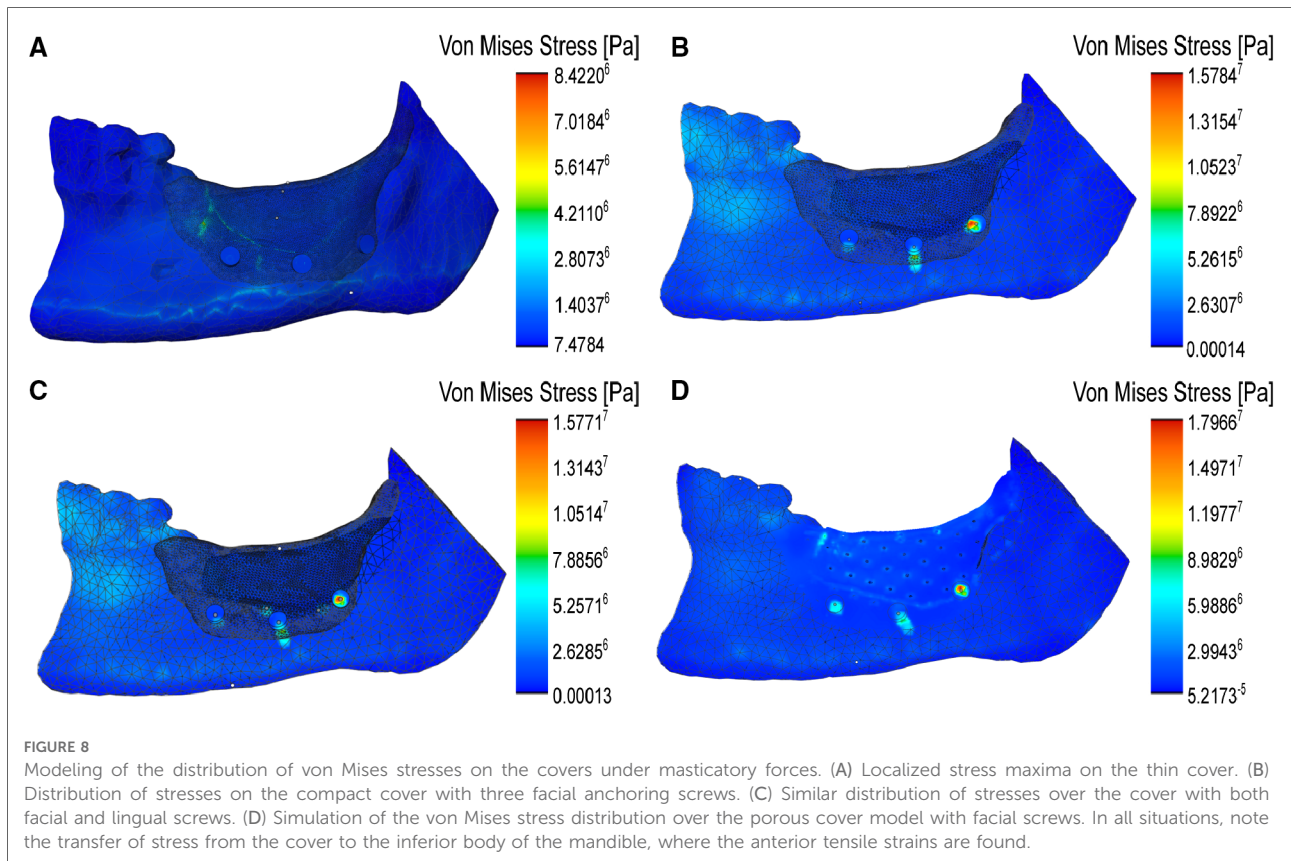 A
Von Mises Stress [Pa]
8.4220⁶
7.0184⁶
5.6147⁶
4.2110⁶
2.8073⁶
1.4037⁶
7.4784
B
Von Mises Stress [Pa]
1.5784⁷
1.3154⁷
1.0523⁷
7.8922⁶
5.2615⁶
2.6307⁶
0.00014
C
Von Mises Stress [Pa]
1.5771⁷
1.3143⁷
1.0514⁷
7.8856⁶
5.2571⁶
2.6285⁶
0.00013
D
Von Mises Stress [Pa]
1.7966⁷
1.4971⁷
1.1977⁷
8.9829⁶
5.9886⁶
2.9943⁶
5.2173⁻⁵
FIGURE 8
Modeling of the distribution of von Mises stresses on the covers under masticatory forces. (A) Localized stress maxima on the thin cover. (B)
Distribution of stresses on the compact cover with three facial anchoring screws. (C) Similar distribution of stresses over the cover with both
facial and lingual screws. (D) Simulation of the von Mises stress distribution over the porous cover model with facial screws. In all situations, note
the transfer of stress from the cover to the inferior body of the mandible, where the anterior tensile strains are found.